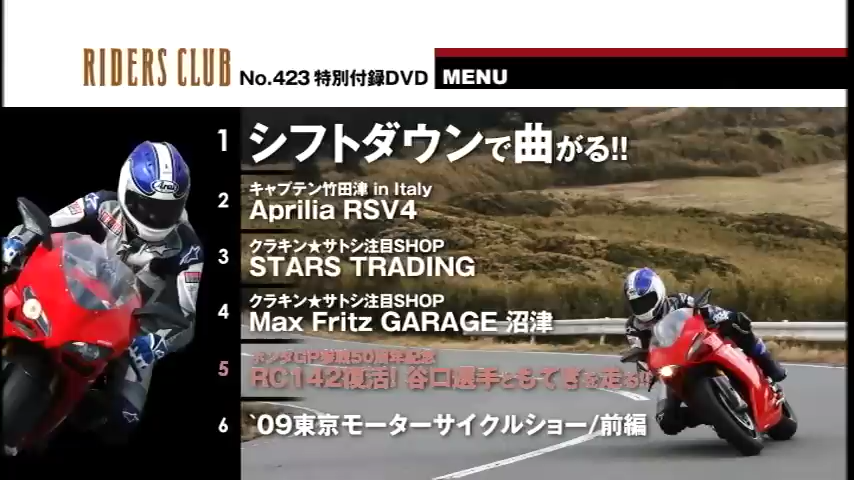 RIDERS CLUB No.423 特別付録DVD MENU
1 シフトダウンで曲がる!!
2 キャプテン竹田津 in Italy
Aprilia RSV4
3 クラキン★サトシ注目SHOP
STARS TRADING
4 クラキン★サトシ注目SHOP
Max Fritz GARAGE 沼津
5 ホンダGP参戦50周年記念
RC142復活! 谷口選手ともてぎを走る!!
6 `09東京モーターサイクルショー/前編
Arai